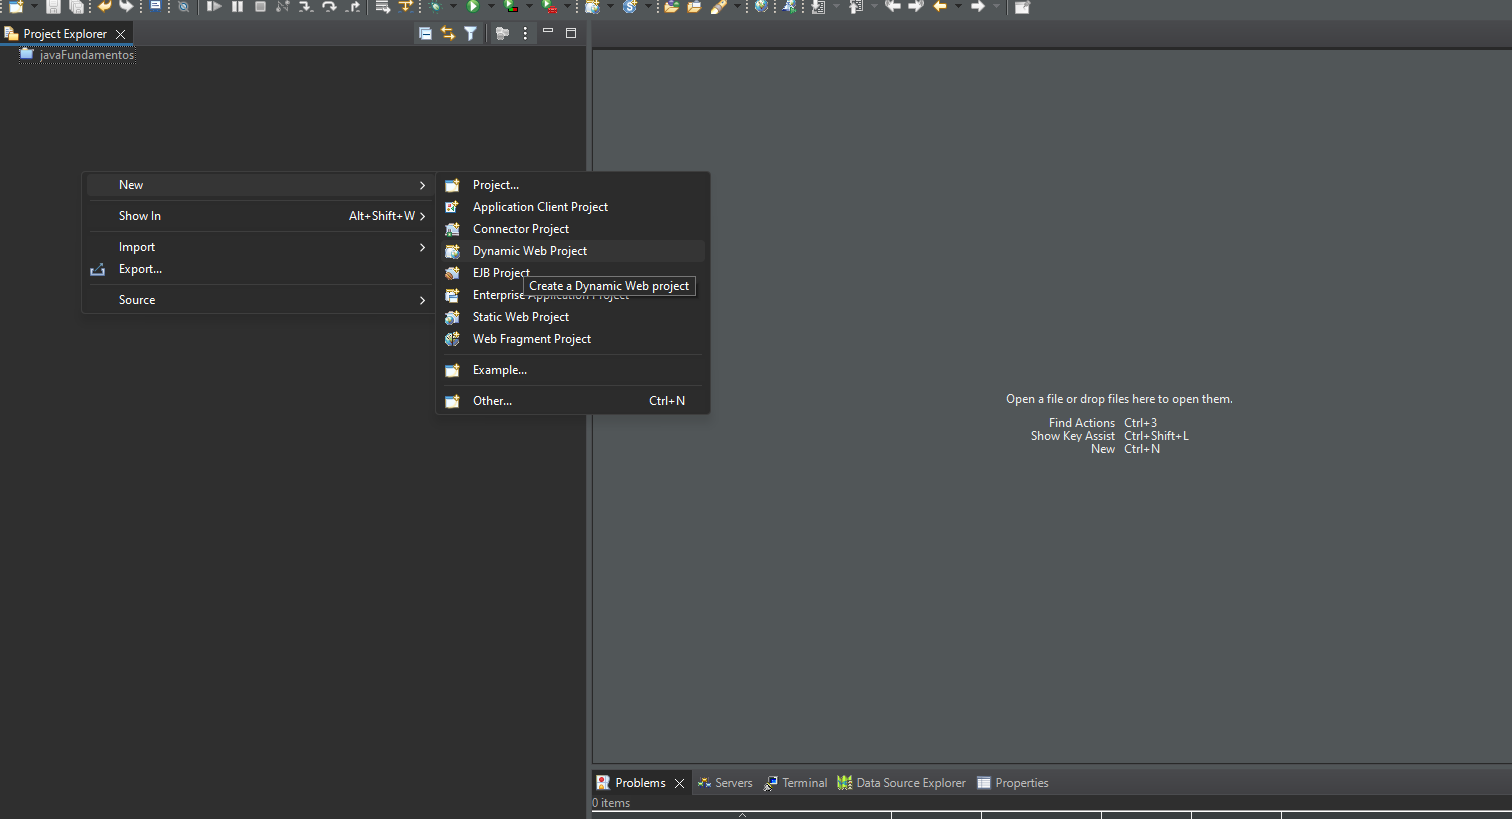 Project Explorer
javaFundamentos
New
Show In Alt+Shift+W
Import
Export...
Source
Project...
Application Client Project
Connector Project
Dynamic Web Project
EJB Project
Create a Dynamic Web project
Enterprise Application Project
Static Web Project
Web Fragment Project
Example...
Other... Ctrl+N
Open a file or drop files here to open them.
Find Actions Ctrl+3
Show Key Assist Ctrl+Shift+L
New Ctrl+N
Problems Servers Terminal Data Source Explorer Properties
0 items